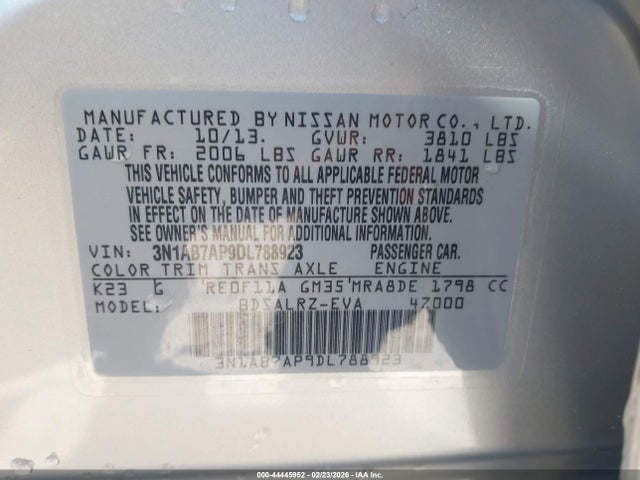 MANUFACTURED BY NISSAN MOTOR CO., LTD.
DATE: 10/13. GVWR: 3810 LBS
GAWR FR: 2006 LBS GAWR RR: 1841 LBS
THIS VEHICLE CONFORMS TO ALL APPLICABLE FEDERAL MOTOR
VEHICLE SAFETY, BUMPER AND THEFT PREVENTION STANDARDS
IN EFFECT ON THE DATE OF MANUFACTURE SHOWN ABOVE.
SEE OWNER'S MANUAL FOR ADDITIONAL INFORMATION
VIN: 3N1AB7AP9DL788923 PASSENGER CAR.
COLOR TRIM TRANS AXLE ENGINE
K23 G RE0F11A GM35 MRA8DE 1798 CC
MODEL: BDSALRZ-EVA 4Z000
3N1AB7AP9DL788923
000-44445952 - 02/23/2026 - IAAI.COM